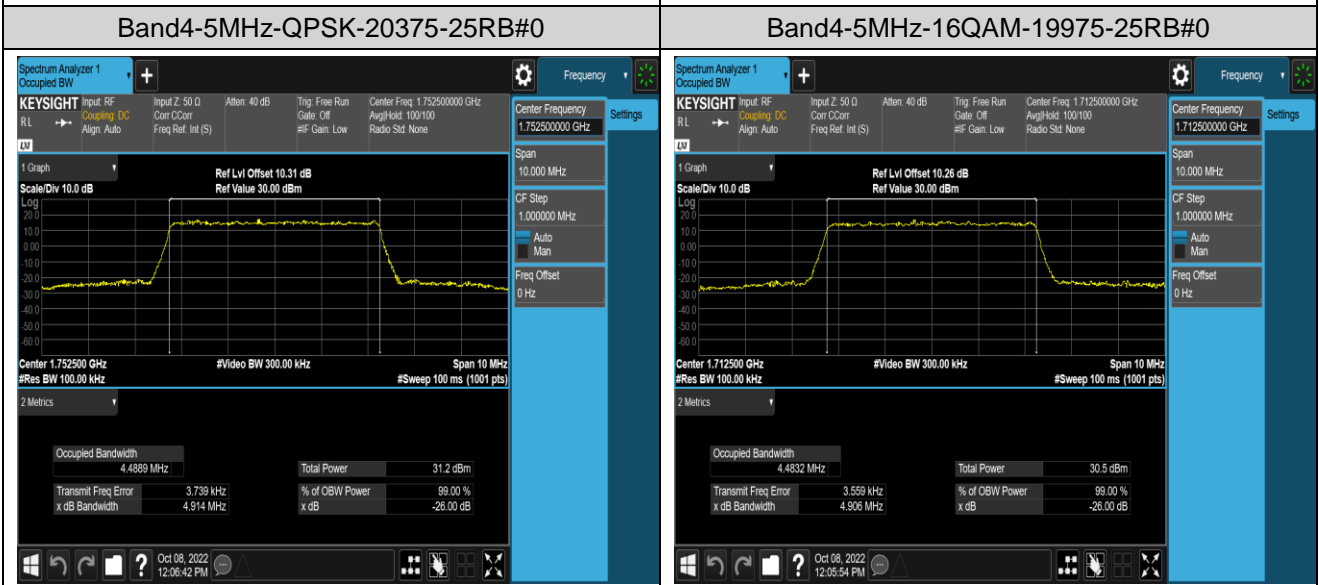 Band4-5MHz-QPSK-20375-25RB#0
Spectrum Analyzer 1
Occupied BW
+
Frequency
KEYSIGHT
RL
LXI
Input: RF
Coupling: DC
Align: Auto
Input Z: 50 Ω
Corr CCorr
Freq Ref: Int (S)
Atten: 40 dB
Trig: Free Run
Gate: Off
#IF Gain: Low
Center Freq: 1.752500000 GHz
Avg|Hold: 100/100
Radio Std: None
Center Frequency
1.752500000 GHz
Settings
Span
10.000 MHz
CF Step
1.000000 MHz
Auto
Man
Freq Offset
0 Hz
1 Graph
Scale/Div 10.0 dB
Ref Lvl Offset 10.31 dB
Ref Value 30.00 dBm
Log
20.0
10.0
0.00
-10.0
-20.0
-30.0
-40.0
-50.0
-60.0
Center 1.752500 GHz
#Res BW 100.00 kHz
#Video BW 300.00 kHz
Span 10 MHz
#Sweep 100 ms (1001 pts)
2 Metrics
Occupied Bandwidth
4.4889 MHz
Total Power 31.2 dBm
Transmit Freq Error 3.739 kHz
% of OBW Power 99.00 %
x dB Bandwidth 4.914 MHz
x dB -26.00 dB
?
Oct 08, 2022
12:06:42 PM
Band4-5MHz-16QAM-19975-25RB#0
Spectrum Analyzer 1
Occupied BW
+
Frequency
KEYSIGHT
RL
LXI
Input: RF
Coupling: DC
Align: Auto
Input Z: 50 Ω
Corr CCorr
Freq Ref: Int (S)
Atten: 40 dB
Trig: Free Run
Gate: Off
#IF Gain: Low
Center Freq: 1.712500000 GHz
Avg|Hold: 100/100
Radio Std: None
Center Frequency
1.712500000 GHz
Settings
Span
10.000 MHz
CF Step
1.000000 MHz
Auto
Man
Freq Offset
0 Hz
1 Graph
Scale/Div 10.0 dB
Ref Lvl Offset 10.26 dB
Ref Value 30.00 dBm
Log
20.0
10.0
0.00
-10.0
-20.0
-30.0
-40.0
-50.0
-60.0
Center 1.712500 GHz
#Res BW 100.00 kHz
#Video BW 300.00 kHz
Span 10 MHz
#Sweep 100 ms (1001 pts)
2 Metrics
Occupied Bandwidth
4.4832 MHz
Total Power 30.5 dBm
Transmit Freq Error 3.559 kHz
% of OBW Power 99.00 %
x dB Bandwidth 4.906 MHz
x dB -26.00 dB
?
Oct 08, 2022
12:05:54 PM